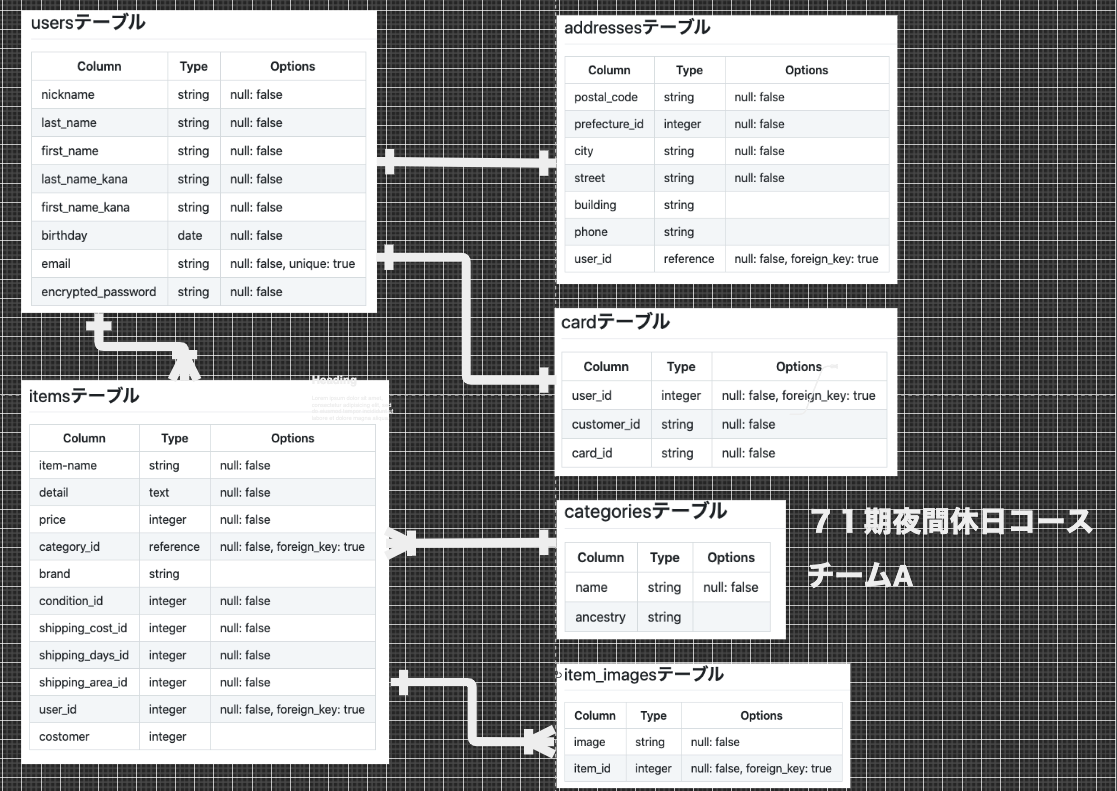 usersテーブル
Column Type Options
nickname string null: false
last_name string null: false
first_name string null: false
last_name_kana string null: false
first_name_kana string null: false
birthday date null: false
email string null: false, unique: true
encrypted_password string null: false
addressesテーブル
Column Type Options
postal_code string null: false
prefecture_id integer null: false
city string null: false
street string null: false
building string
phone string
user_id reference null: false, foreign_key: true
cardテーブル
Column Type Options
user_id integer null: false, foreign_key: true
customer_id string null: false
card_id string null: false
Heading
itemsテーブル
Column Type Options
item-name string null: false
detail text null: false
price integer null: false
category_id reference null: false, foreign_key: true
brand string
condition_id integer null: false
shipping_cost_id integer null: false
shipping_days_id integer null: false
shipping_area_id integer null: false
user_id integer null: false, foreign_key: true
costomer integer
categoriesテーブル
Column Type Options
name string null: false
ancestry string
７１期夜間休日コース
チームA
item_imagesテーブル
Column Type Options
image string null: false
item_id integer null: false, foreign_key: true